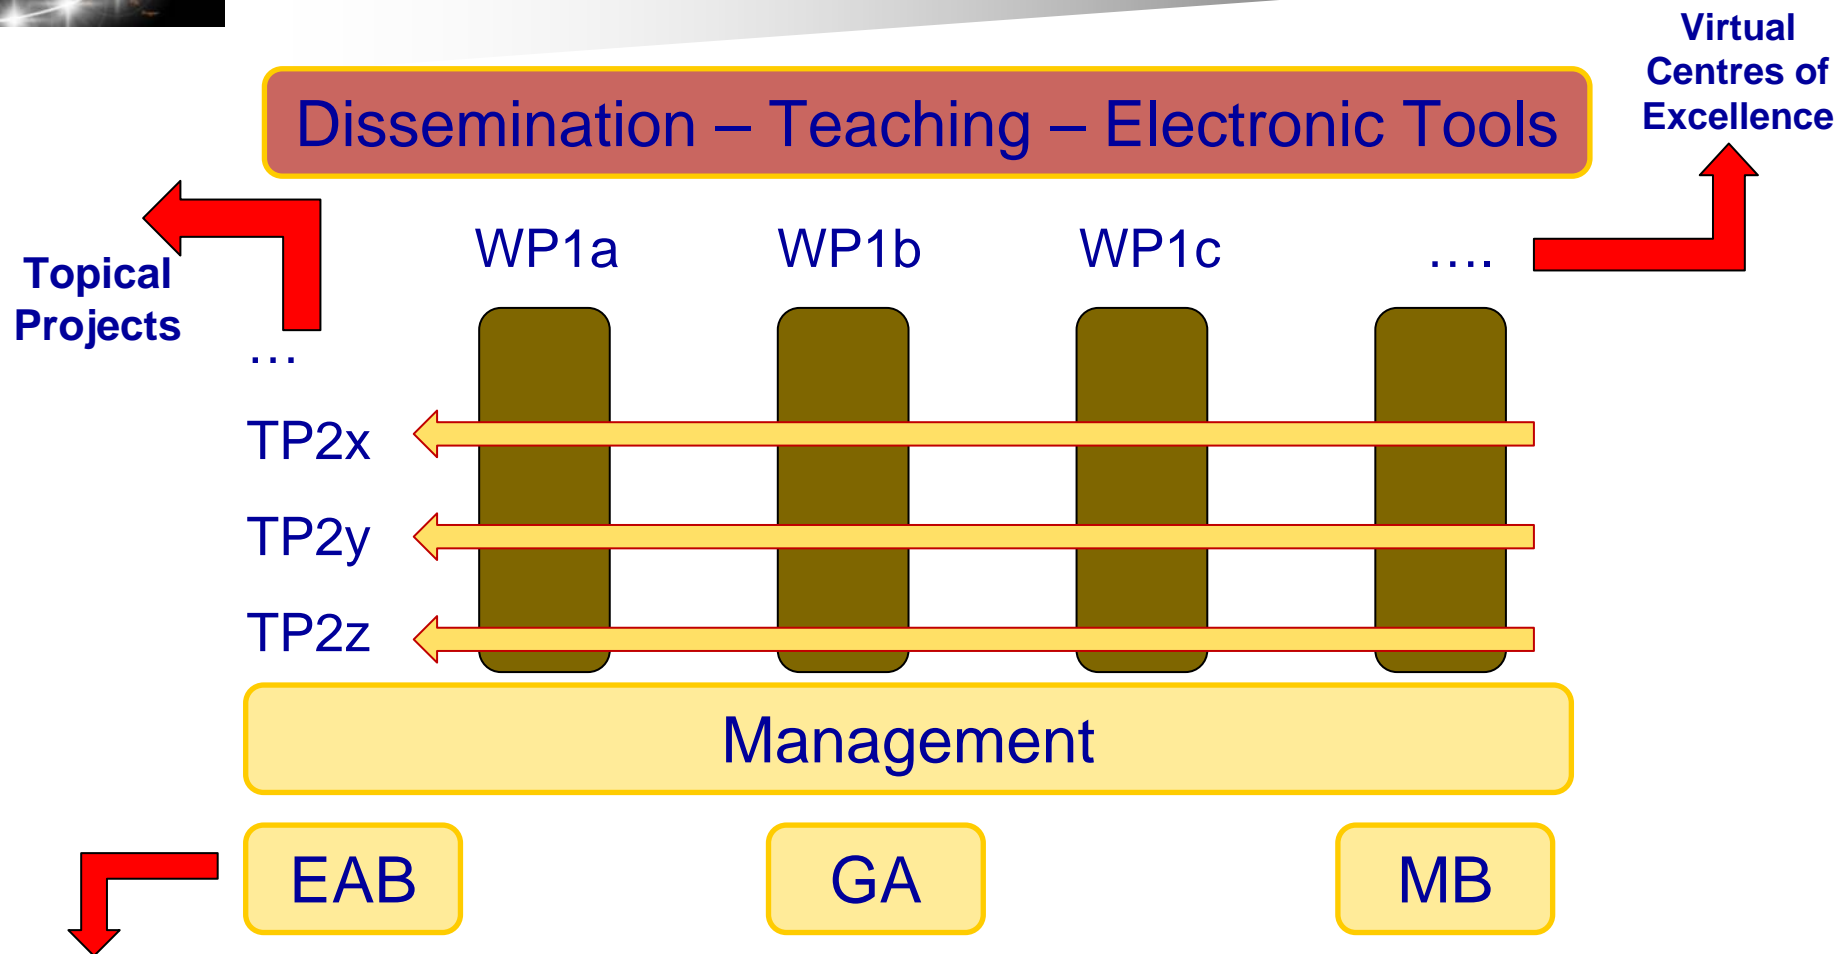 Virtual
Centres of
Excellence
Dissemination – Teaching – Electronic Tools
WP1a WP1b WP1c ....
Topical
Projects
...
TP2x
TP2y
TP2z
Management
EAB GA MB